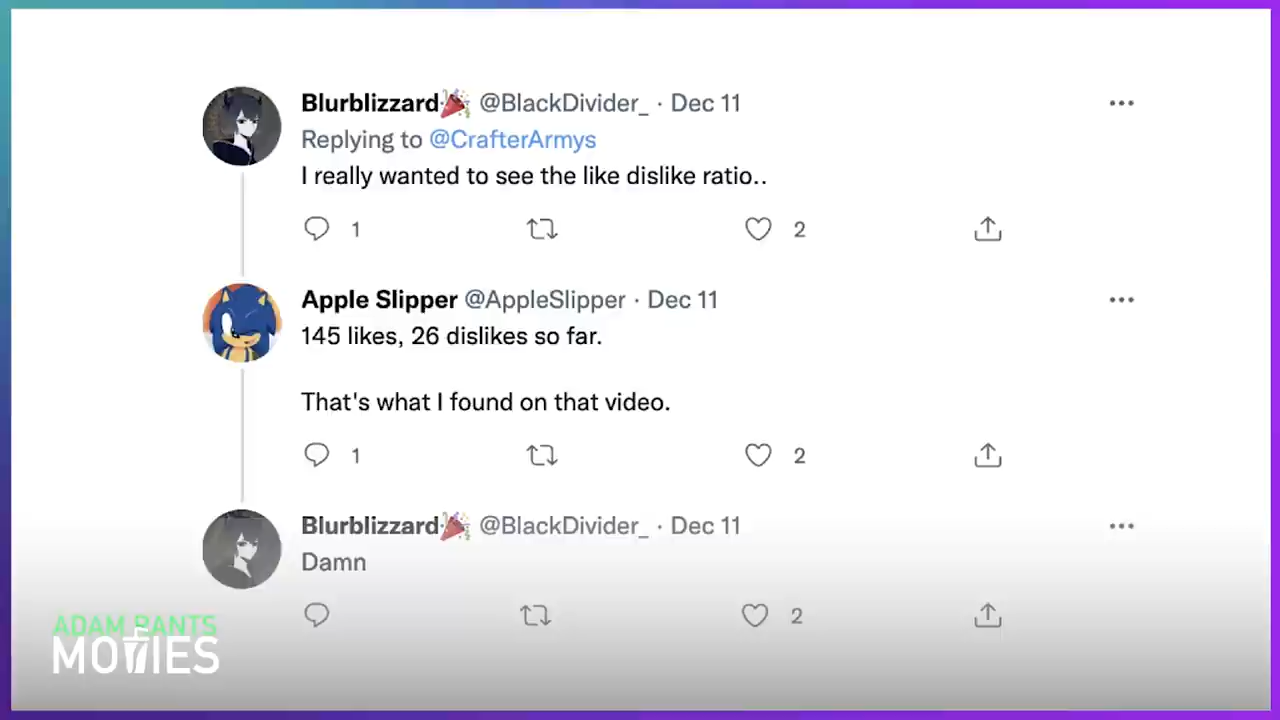 Blurblizzard🎉 @BlackDivider_ · Dec 11
Replying to @CrafterArmys
I really wanted to see the like dislike ratio..
1
2
Apple Slipper @AppleSlipper · Dec 11
145 likes, 26 dislikes so far.
That's what I found on that video.
1
2
Blurblizzard🎉 @BlackDivider_ · Dec 11
Damn
2
ADAM RANTS
MOVIES